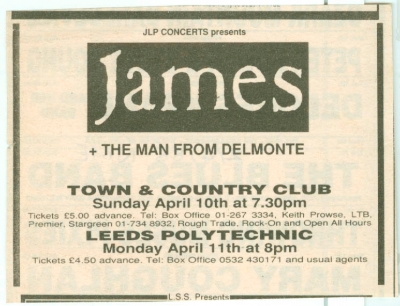 JLP CONCERTS presents
James
+ THE MAN FROM DELMONTE
TOWN & COUNTRY CLUB
Sunday April 10th at 7.30pm
Tickets £5.00 advance. Tel: Box Office 01-267 3334, Keith Prowse, LTB,
Premier, Stargreen 01-734 8932, Rough Trade, Rock-On and Open All Hours
LEEDS POLYTECHNIC
Monday April 11th at 8pm
Tickets £4.50 advance. Tel: Box Office 0532 430171 and usual agents
L.S.S. Presents